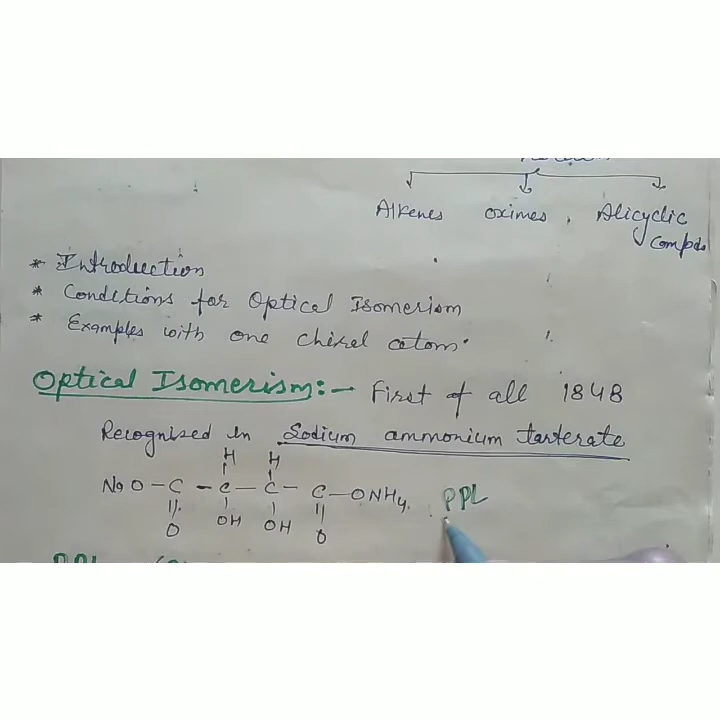 Alkenes oximes, Alicyclic
Compds
* Introduction
* Conditions for Optical Isomerism
* Examples with one chiral atom.
Optical Isomerism:- First of all 1848
Recognised in Sodium ammonium tarterate
H H
NaO-C-C-C-C-ONH4. PPL
O OH OH O